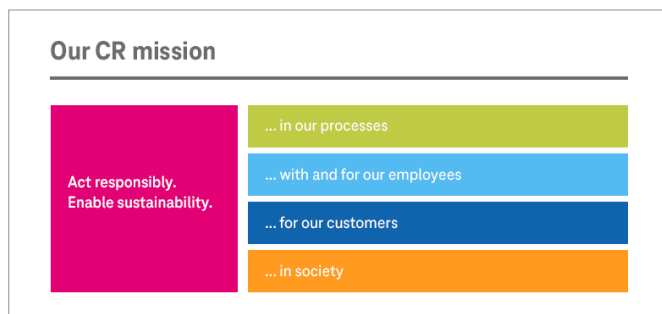 Our CR mission
Act responsibly.
Enable sustainability.
... in our processes
... with and for our employees
... for our customers
... in society